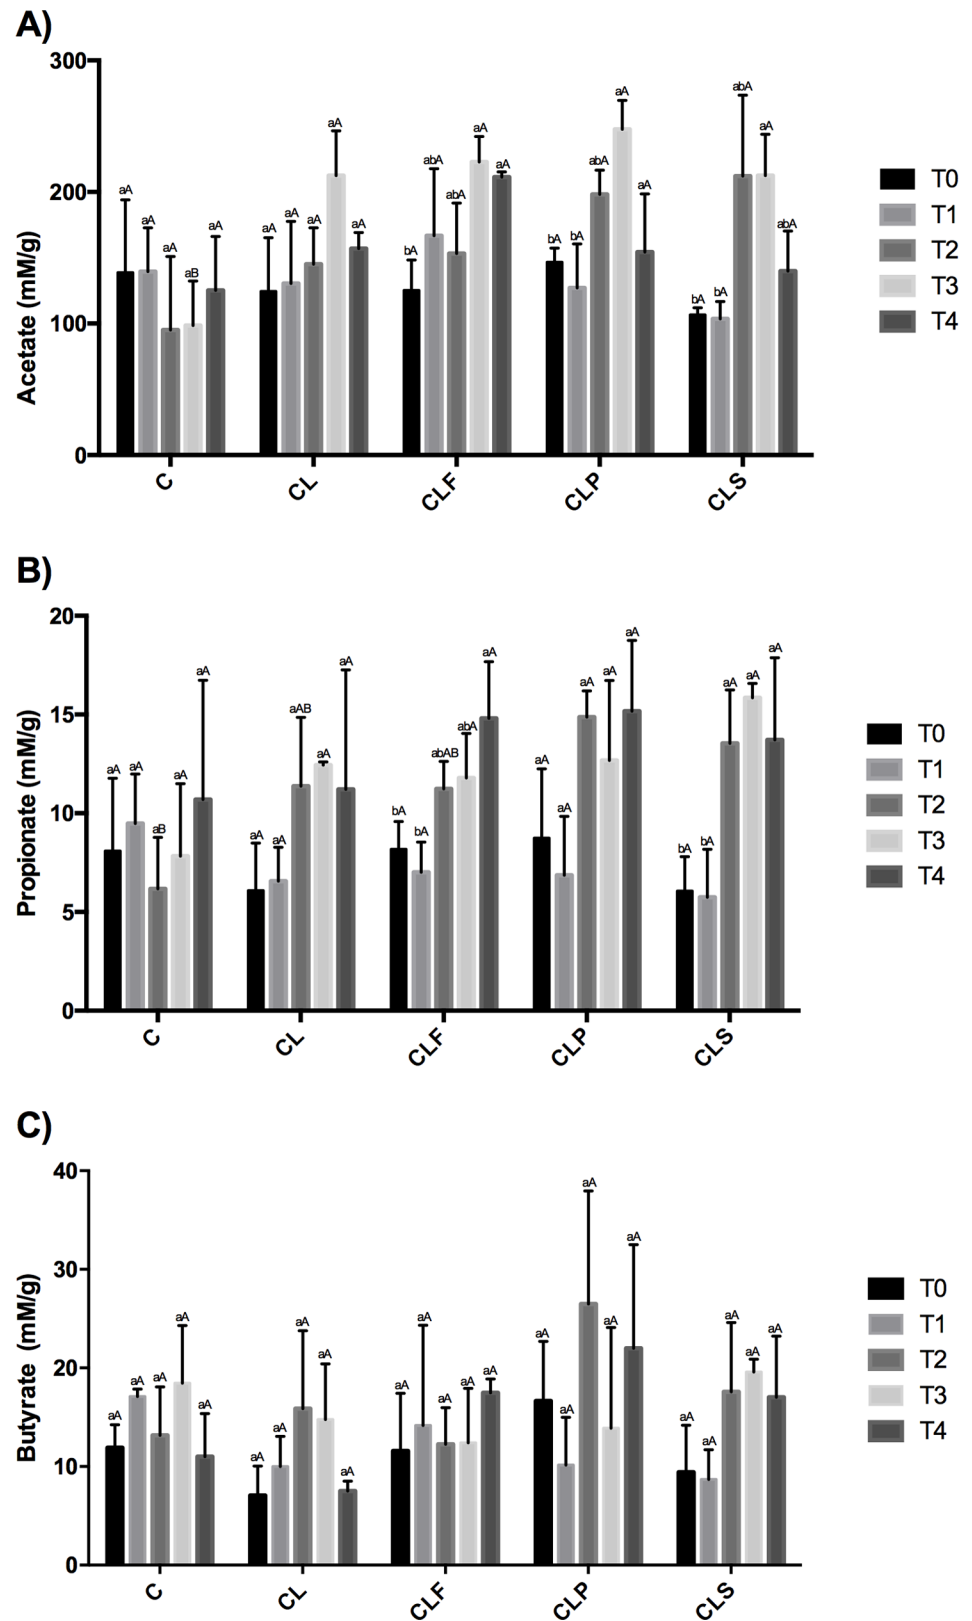 A)
300
200
100
0
Acetate (mM/g)
aA aA aA aB aA
aA aA aA aA aA
bA abA abA aA aA
bA bA abA aA aA
bA bA abA aA abA
C CL CLF CLP CLS
T0
T1
T2
T3
T4
B)
20
15
10
5
0
Propionate (mM/g)
aA aA aB aA aA
aA aA aAB aA aA
bA bA abAB abA aA
aA aA aA aA aA
bA bA aA aA aA
C CL CLF CLP CLS
T0
T1
T2
T3
T4
C)
40
30
20
10
0
Butyrate (mM/g)
aA aA aA aA aA
aA aA aA aA aA
aA aA aA aA aA
aA aA aA aA aA
aA aA aA aA aA
C CL CLF CLP CLS
T0
T1
T2
T3
T4